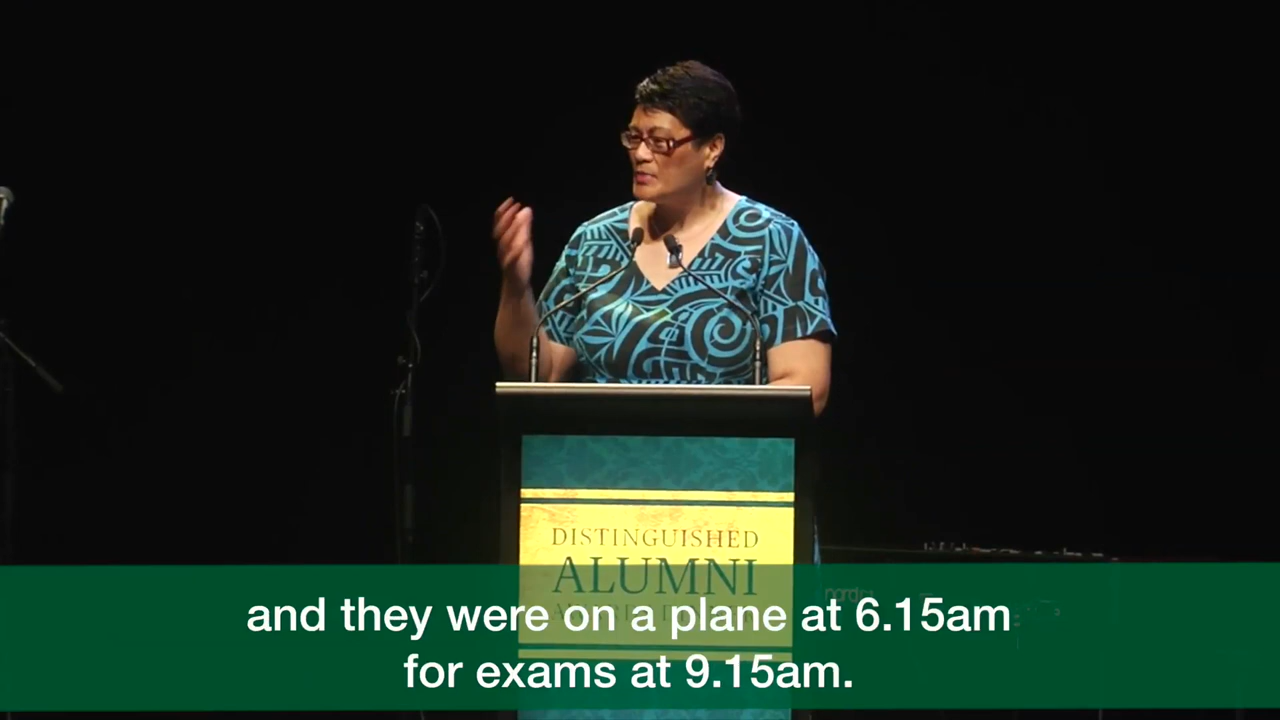 DISTINGUISHED
ALUMNI
and they were on a plane at 6.15am
for exams at 9.15am.